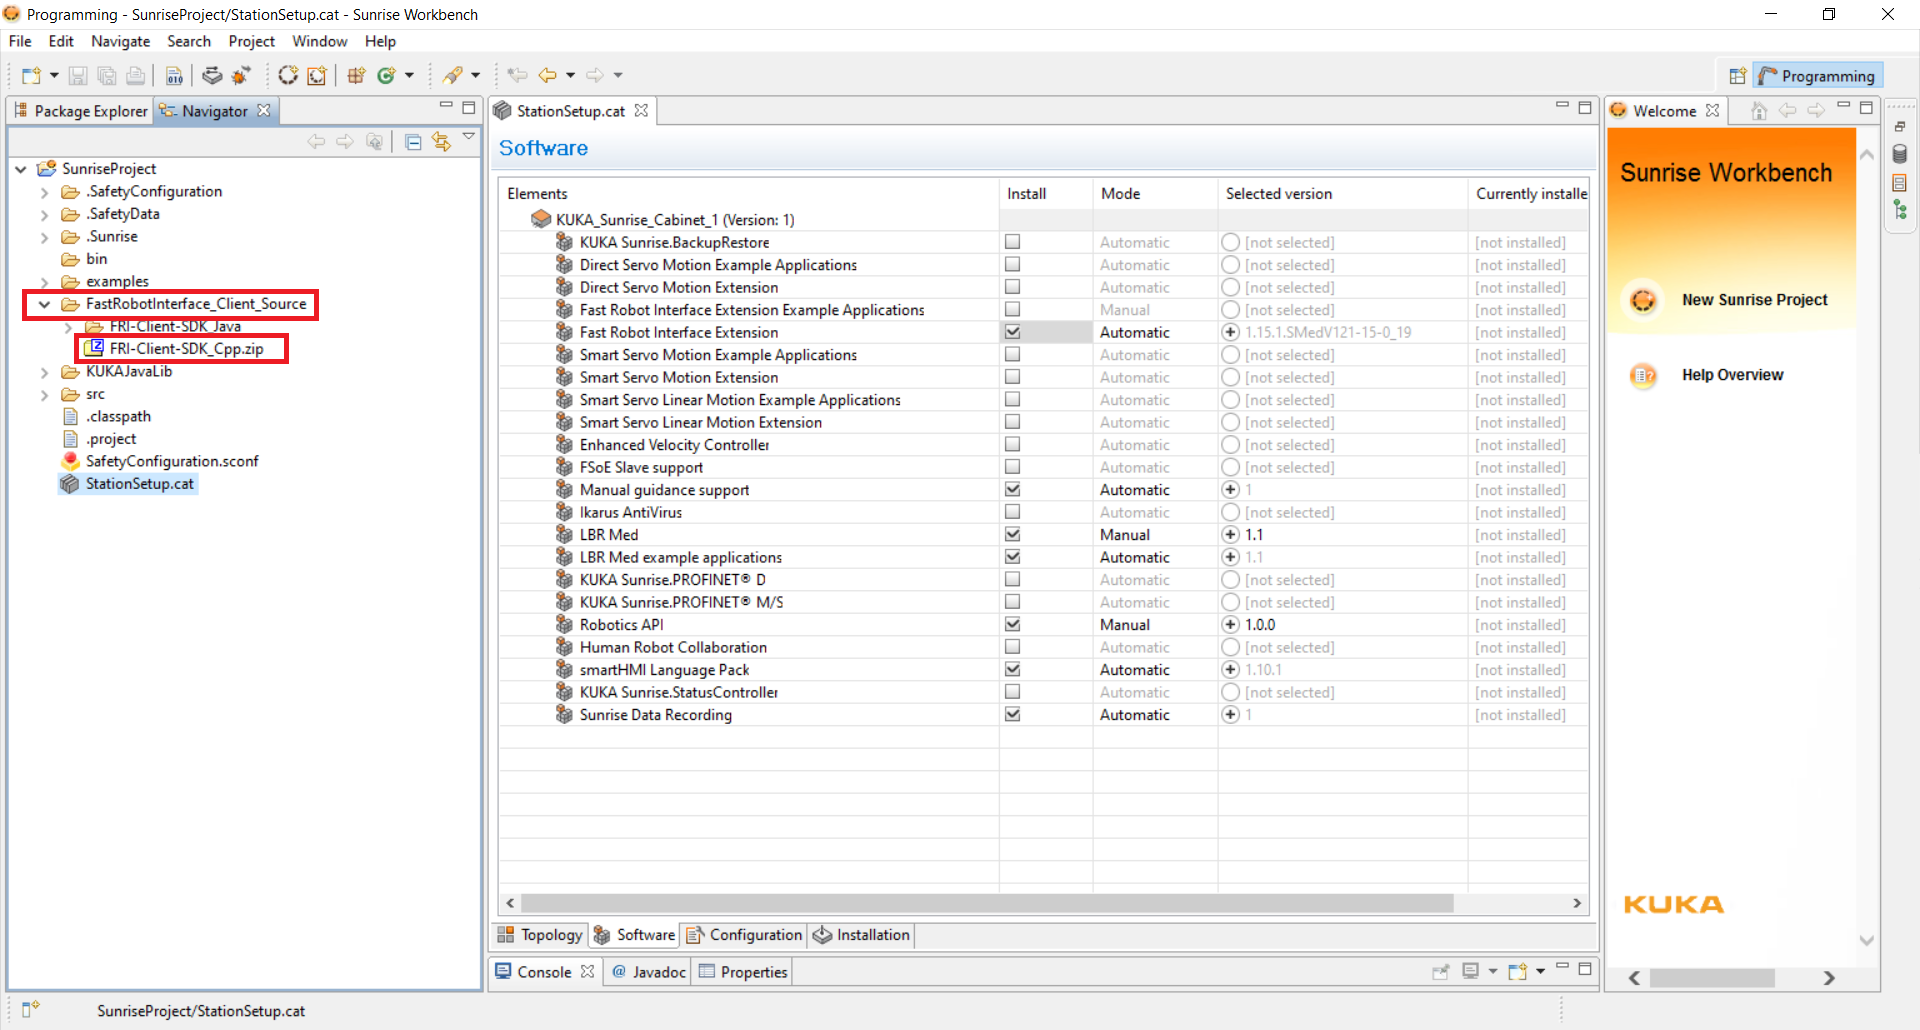 Programming - SunriseProject/StationSetup.cat - Sunrise Workbench
File Edit Navigate Search Project Window Help
Programming
Package Explorer
Navigator
SunriseProject
.SafetyConfiguration
.SafetyData
.Sunrise
bin
examples
FastRobotInterface_Client_Source
FRI-Client-SDK_Java
FRI-Client-SDK_Cpp.zip
KUKAJavaLib
src
.classpath
.project
SafetyConfiguration.sconf
StationSetup.cat
StationSetup.cat
Software
Elements Install Mode Selected version Currently installe
KUKA_Sunrise_Cabinet_1 (Version: 1)
KUKA Sunrise.BackupRestore Automatic [not selected] [not installed]
Direct Servo Motion Example Applications Automatic [not selected] [not installed]
Direct Servo Motion Extension Automatic [not selected] [not installed]
Fast Robot Interface Extension Example Applications Manual [not selected] [not installed]
Fast Robot Interface Extension Automatic 1.15.1.SMedV121-15-0_19 [not installed]
Smart Servo Motion Example Applications Automatic [not selected] [not installed]
Smart Servo Motion Extension Automatic [not selected] [not installed]
Smart Servo Linear Motion Example Applications Automatic [not selected] [not installed]
Smart Servo Linear Motion Extension Automatic [not selected] [not installed]
Enhanced Velocity Controller Automatic [not selected] [not installed]
FSoE Slave support Automatic [not selected] [not installed]
Manual guidance support Automatic 1 [not installed]
Ikarus AntiVirus Automatic [not selected] [not installed]
LBR Med Manual 1.1 [not installed]
LBR Med example applications Automatic 1.1 [not installed]
KUKA Sunrise.PROFINET® D Automatic [not selected] [not installed]
KUKA Sunrise.PROFINET® M/S Automatic [not selected] [not installed]
Robotics API Manual 1.0.0 [not installed]
Human Robot Collaboration Automatic [not selected] [not installed]
smartHMI Language Pack Automatic 1.10.1 [not installed]
KUKA Sunrise.StatusController Automatic [not selected] [not installed]
Sunrise Data Recording Automatic 1 [not installed]
Topology Software Configuration Installation
Console @ Javadoc Properties
Welcome
Sunrise Workbench
New Sunrise Project
Help Overview
KUKA
SunriseProject/StationSetup.cat